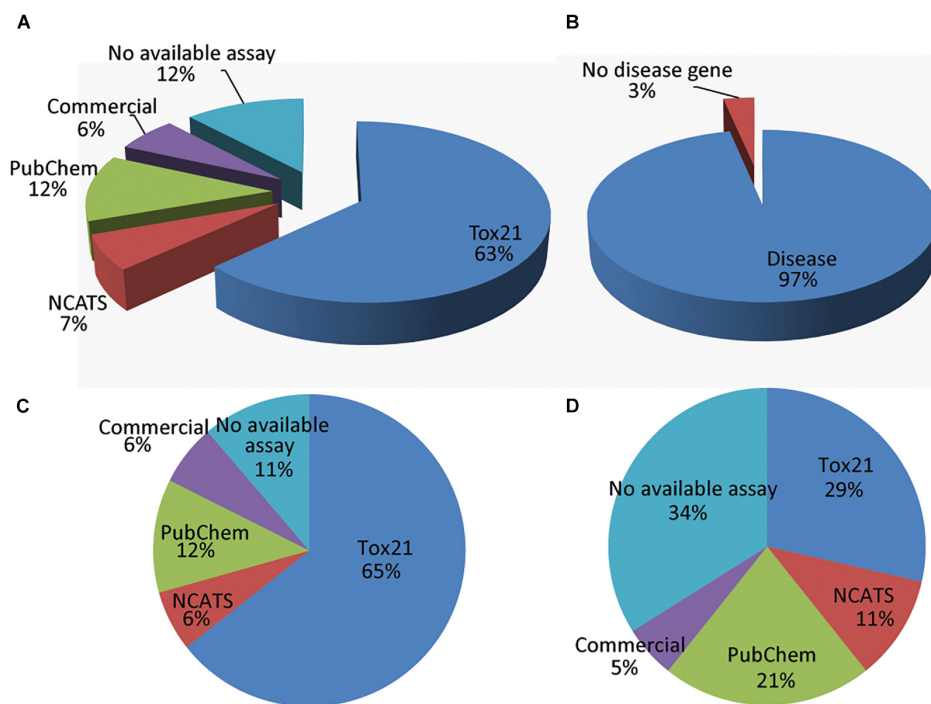 A
No available assay
12%
Commercial
6%
PubChem
12%
NCATS
7%
Tox21
63%
B
No disease gene
3%
Disease
97%
C
Commercial
6%
No available
assay
11%
PubChem
12%
NCATS
6%
Tox21
65%
D
No available assay
34%
Tox21
29%
NCATS
11%
Commercial
5%
PubChem
21%